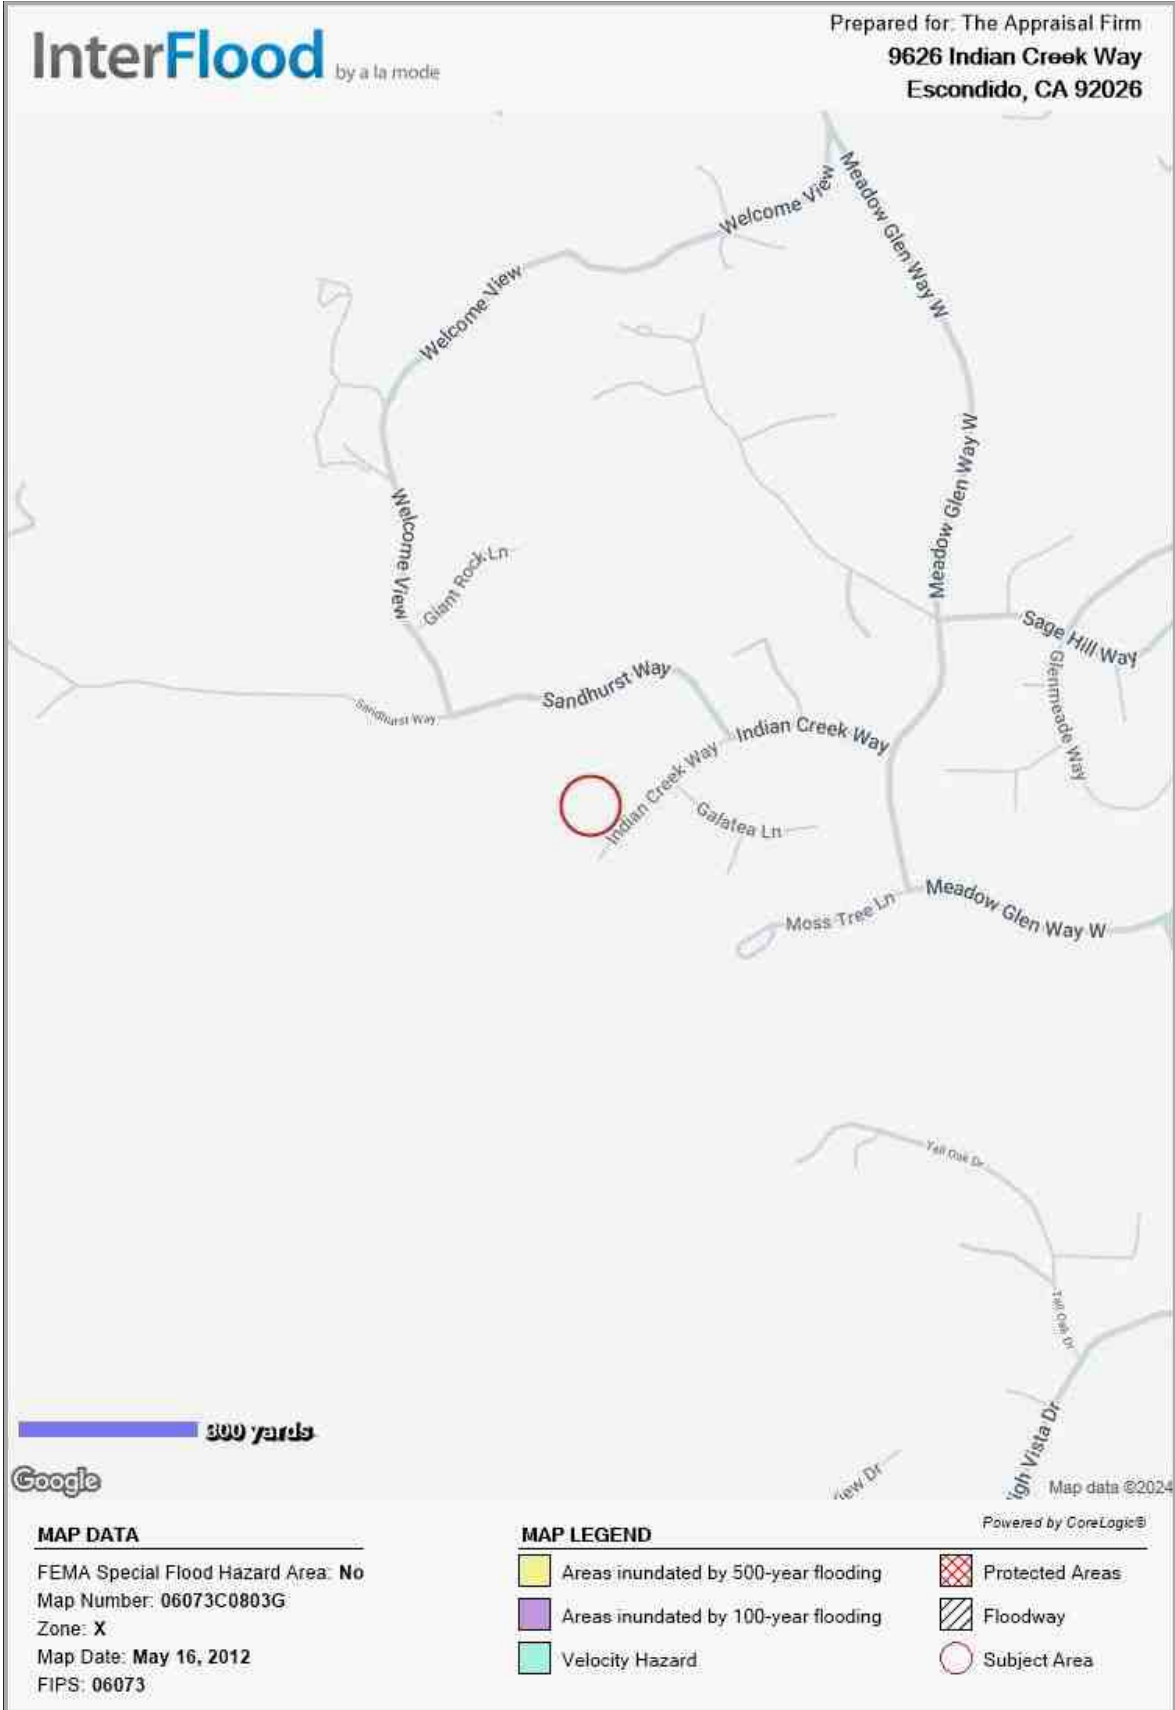 InterFlood by a la mode
Prepared for: The Appraisal Firm
9626 Indian Creek Way
Escondido, CA 92026
Welcome View
Meadow Glen Way W
Welcome View
Meadow Glen Way W
Welcome View
Giant Rock Ln
Sage Hill Way
Glenmeade Way
Sandhurst Way
Sandhurst Way
Indian Creek Way
Indian Creek Way
Galatea Ln
Moss Tree Ln
Meadow Glen Way W
Tall Oak Dr
Tall Oak Dr
igh Vista Dr
iew Dr
300 yards
Google
Map data ©2024
Powered by CoreLogic®
MAP DATA
FEMA Special Flood Hazard Area: No
Map Number: 06073C0803G
Zone: X
Map Date: May 16, 2012
FIPS: 06073
MAP LEGEND
Areas inundated by 500-year flooding
Areas inundated by 100-year flooding
Velocity Hazard
Protected Areas
Floodway
Subject Area